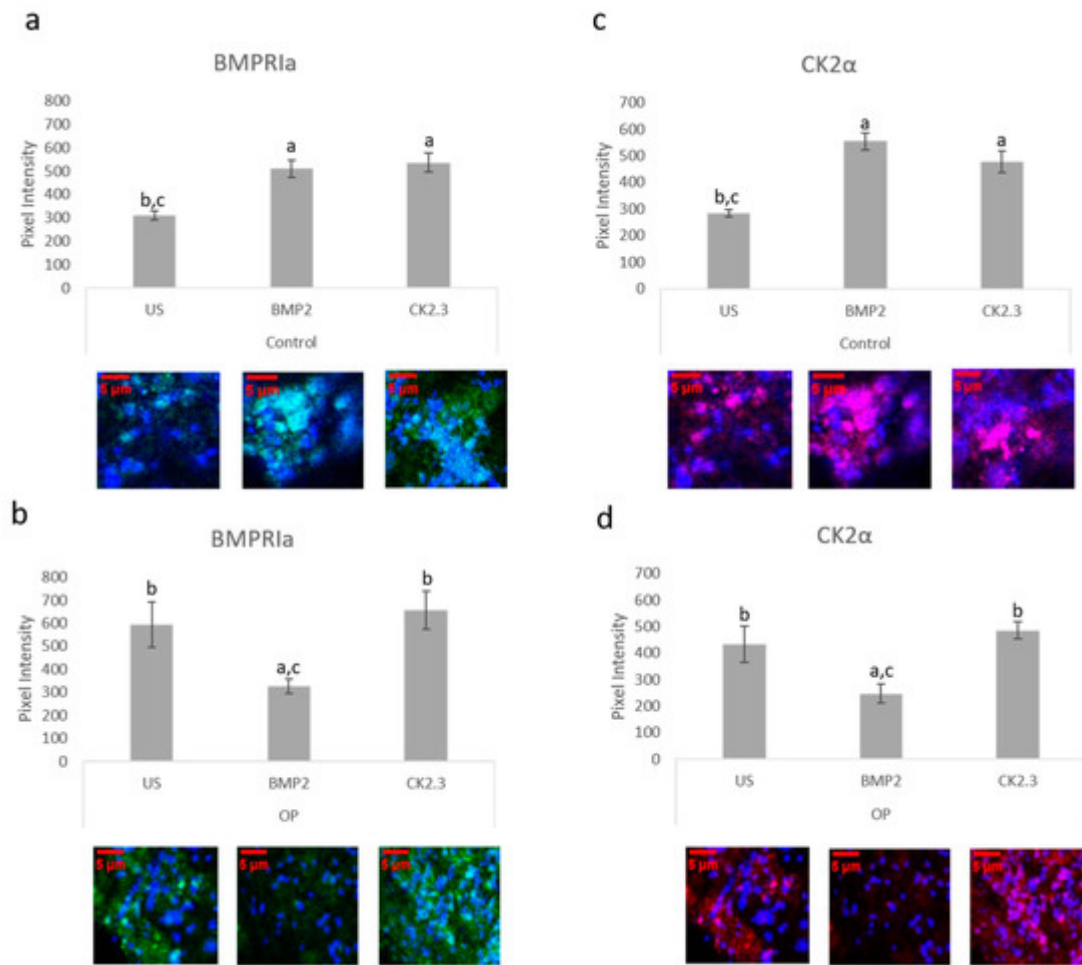 a
BMPRIa
800
700
600
500
400
300
200
100
0
Pixel Intensity
b,c
a
a
US BMP2 CK2.3
Control
5 µm 5 µm 5 µm
c
CK2α
700
600
500
400
300
200
100
0
Pixel Intensity
b,c
a
a
US BMP2 CK2.3
Control
5 µm 5 µm 5 µm
b
BMPRIa
800
700
600
500
400
300
200
100
0
Pixel Intensity
b
a,c
b
US BMP2 CK2.3
OP
5 µm 5 µm 5 µm
d
CK2α
700
600
500
400
300
200
100
0
Pixel Intensity
b
a,c
b
US BMP2 CK2.3
OP
5 µm 5 µm 5 µm